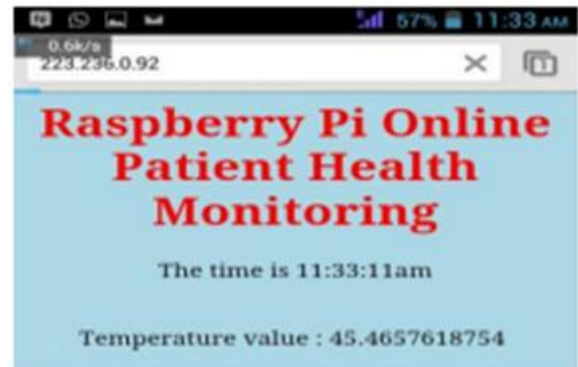 57% 11:33 AM
0.6k/s
223.236.0.92
1
Raspberry Pi Online
Patient Health
Monitoring
The time is 11:33:11am
Temperature value : 45.4657618754